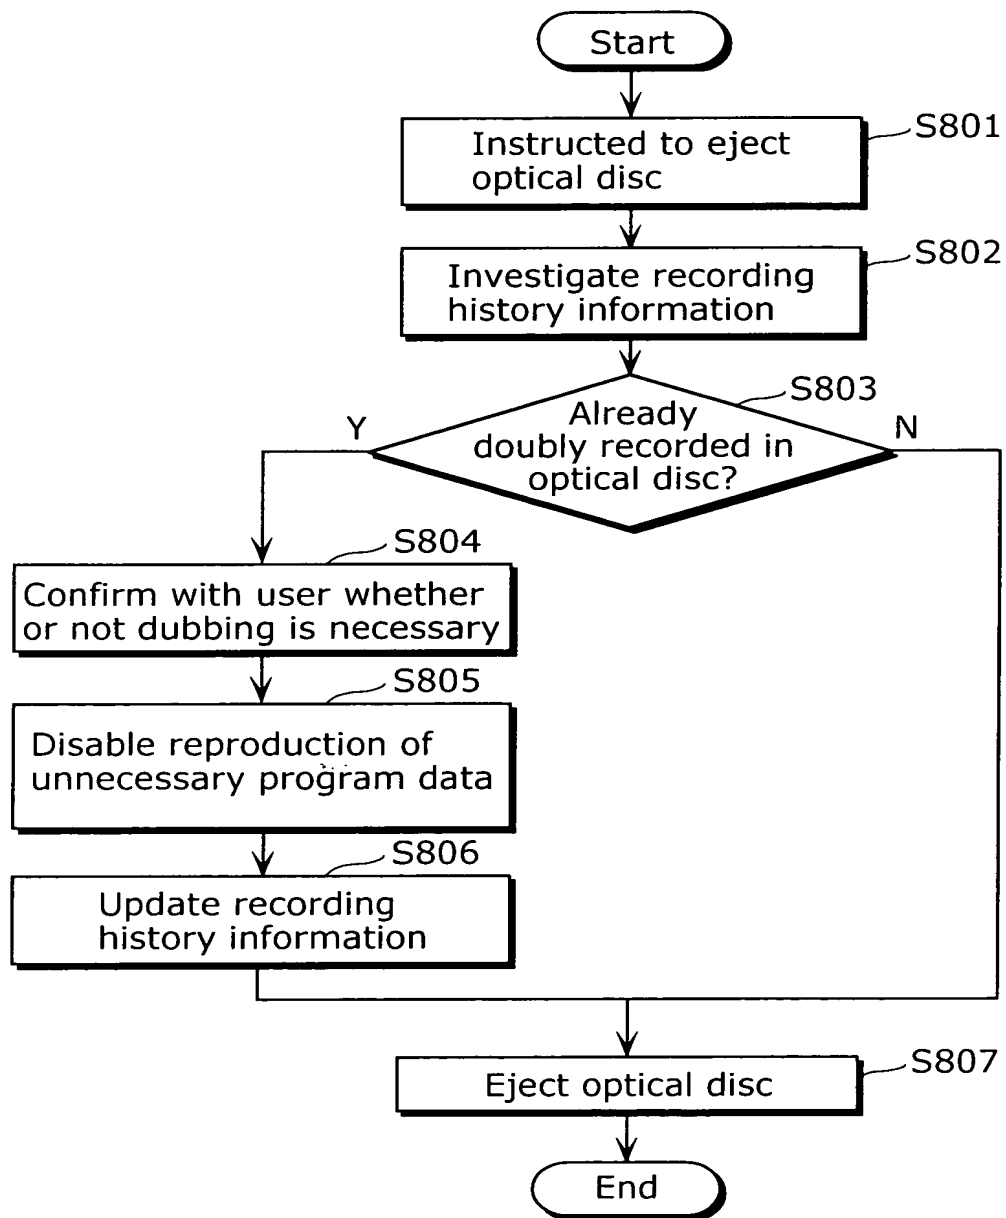 Start
S801
Instructed to eject
optical disc
S802
Investigate recording
history information
S803
Already
doubly recorded in
optical disc?
Y
N
S804
Confirm with user whether
or not dubbing is necessary
S805
Disable reproduction of
unnecessary program data
S806
Update recording
history information
S807
Eject optical disc
End